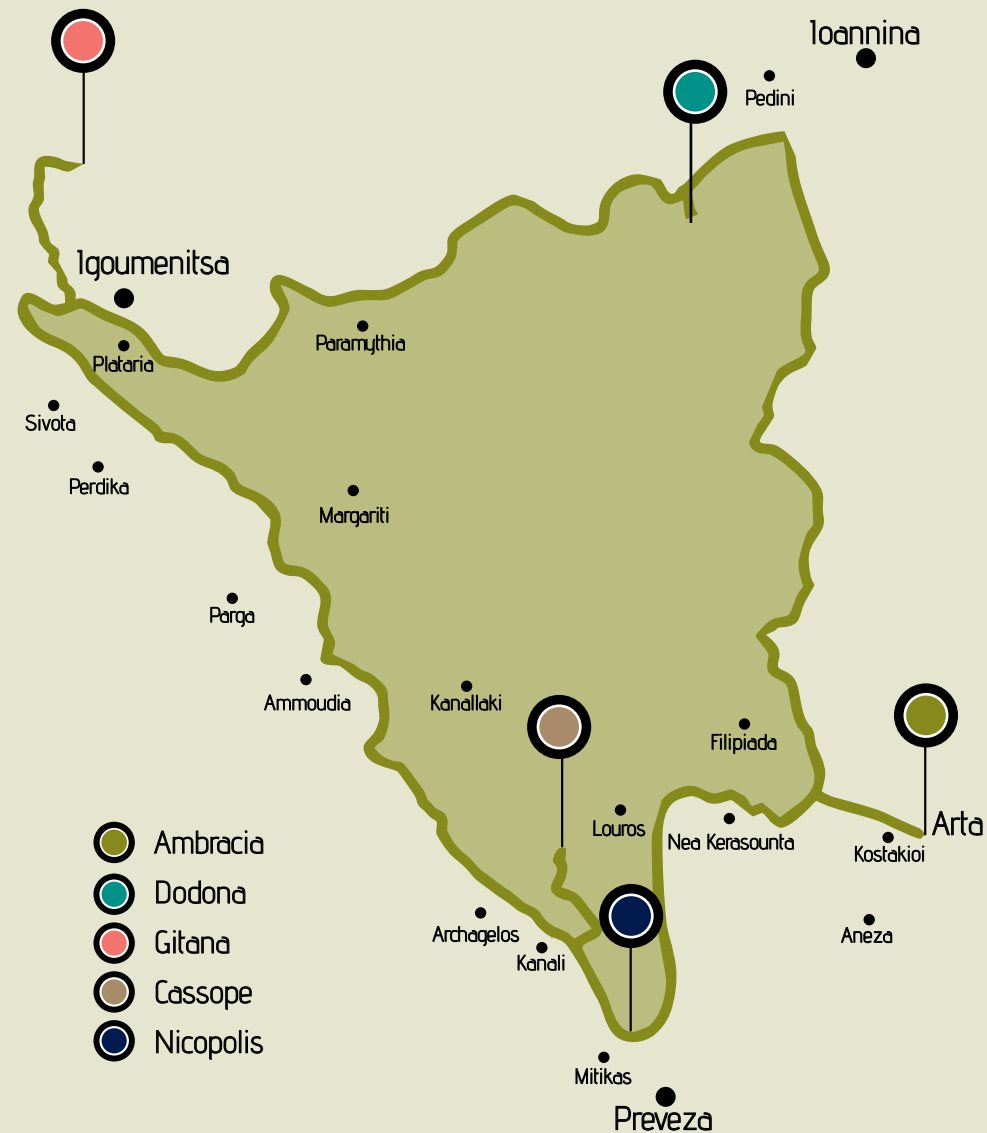 Ioannina
Pedini
Igoumenitsa
Paramythia
Plataria
Sivota
Perdika
Margariti
Parga
Ammoudia
Kanallaki
Filipiada
Arta
Louros
Nea Kerasounta
Kostakioi
Archagelos
Aneza
Kanali
Mitikas
Preveza
Ambracia
Dodona
Gitana
Cassope
Nicopolis